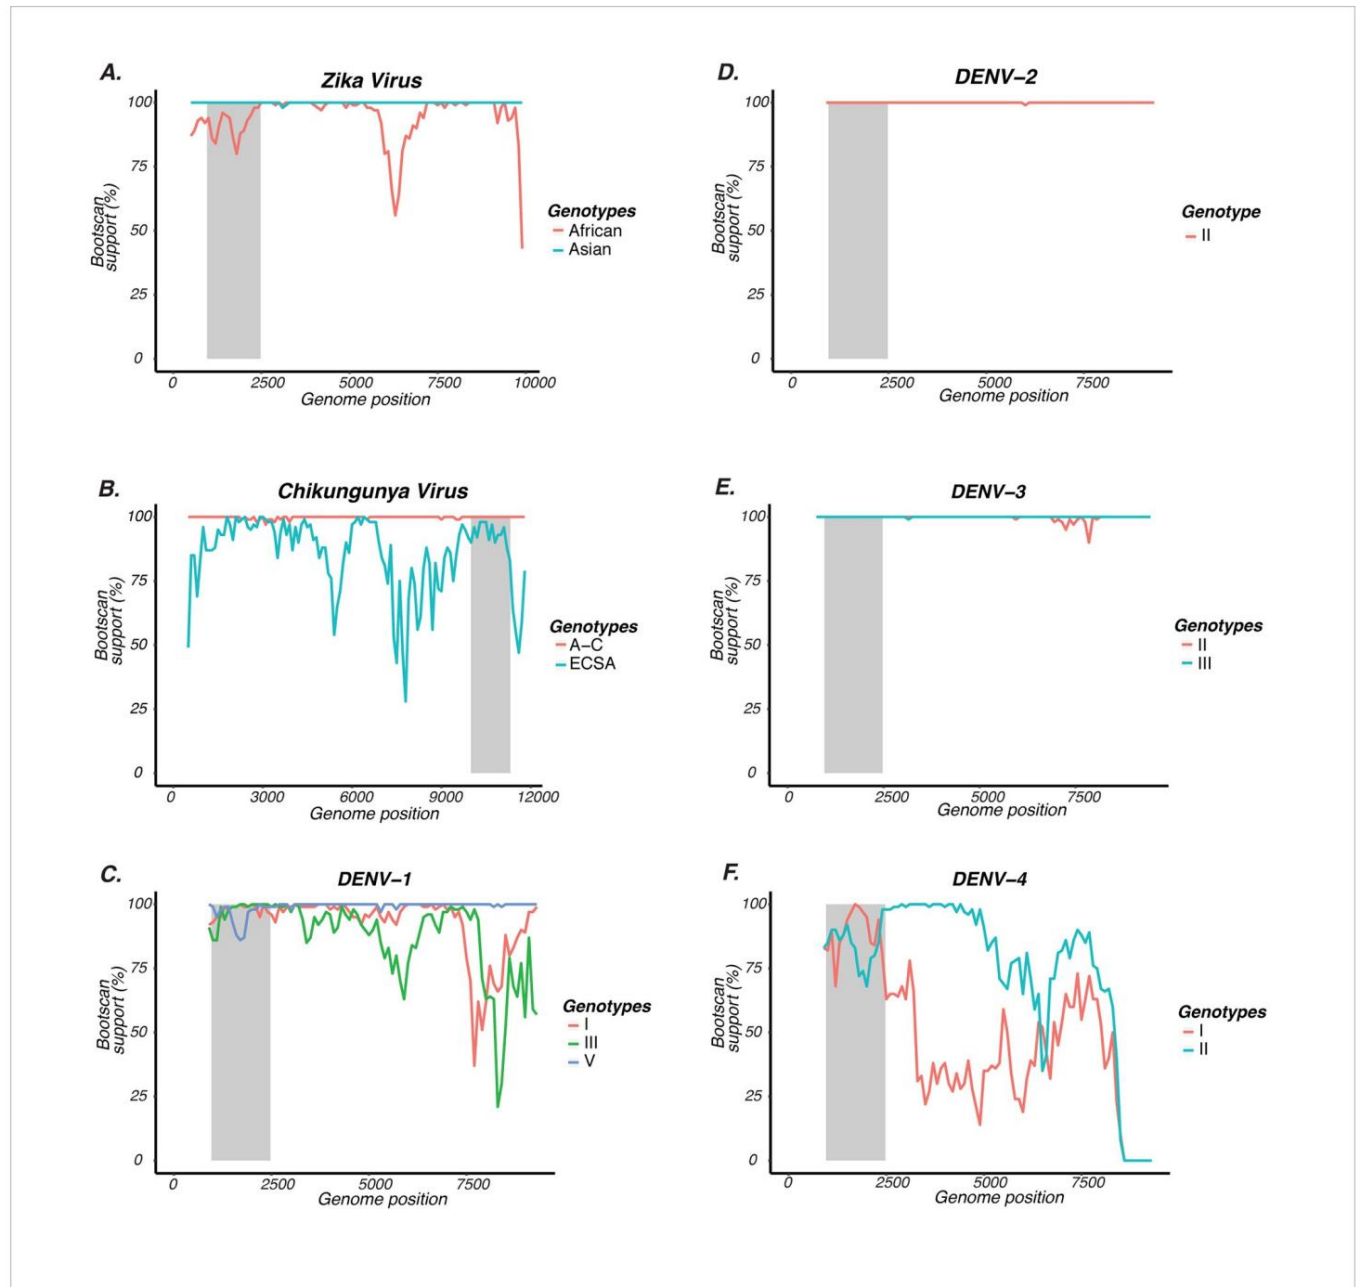 A.
Zika Virus
100
75
50
25
0
Bootscan
support (%)
0 2500 5000 7500 10000
Genome position
Genotypes
African
Asian
D.
DENV–2
100
75
50
25
0
Bootscan
support (%)
0 2500 5000 7500
Genome position
Genotype
II
B.
Chikungunya Virus
100
75
50
25
0
Bootscan
support (%)
0 3000 6000 9000 12000
Genome position
Genotypes
A–C
ECSA
E.
DENV–3
100
75
50
25
0
Bootscan
support (%)
0 2500 5000 7500
Genome position
Genotypes
II
III
C.
DENV–1
100
75
50
25
0
Bootscan
support (%)
0 2500 5000 7500
Genome position
Genotypes
I
III
V
F.
DENV–4
100
75
50
25
0
Bootscan
support (%)
0 2500 5000 7500
Genome position
Genotypes
I
II